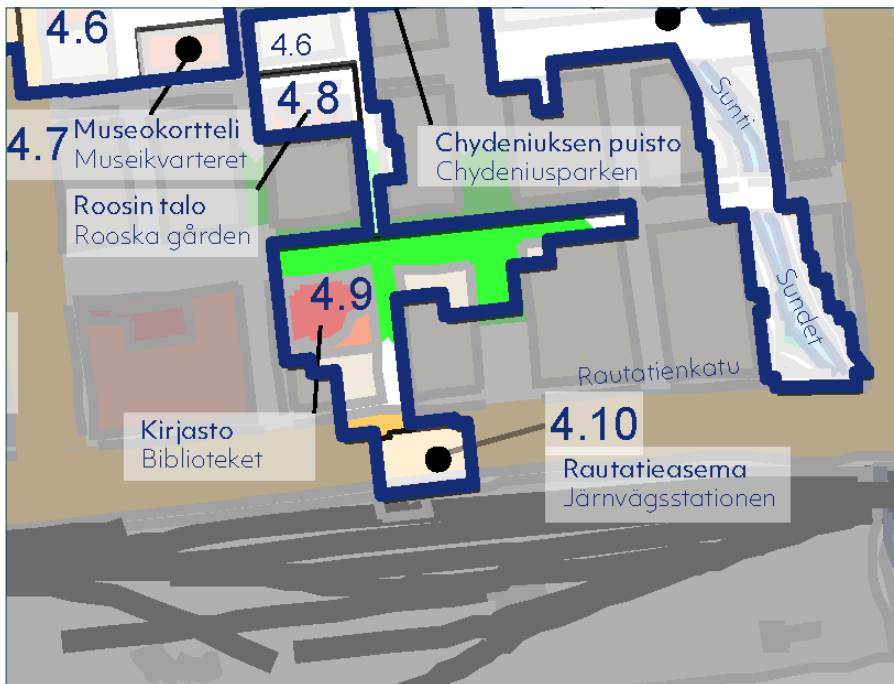 4.6
4.6
4.8
4.7 Museokortteli
Museikvarteret
Chydeniuksen puisto
Chydeniusparken
Sunti
Roosin talo
Rooska gården
4.9
Sundet
Rautatienkatu
Kirjasto
Biblioteket
4.10
Rautatieasema
Järnvägsstationen